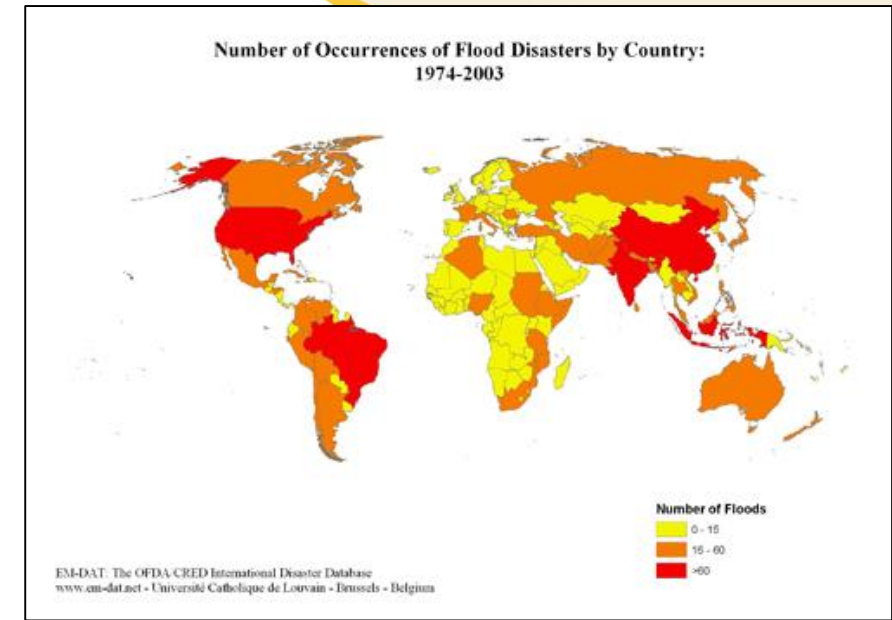 Number of Occurrences of Flood Disasters by Country:
1974-2003
Number of Floods
0 - 15
15 - 60
>60
EM-DAT: The OFDA/CRED International Disaster Database
www.em-dat.net - Université Catholique de Louvain - Brussels - Belgium